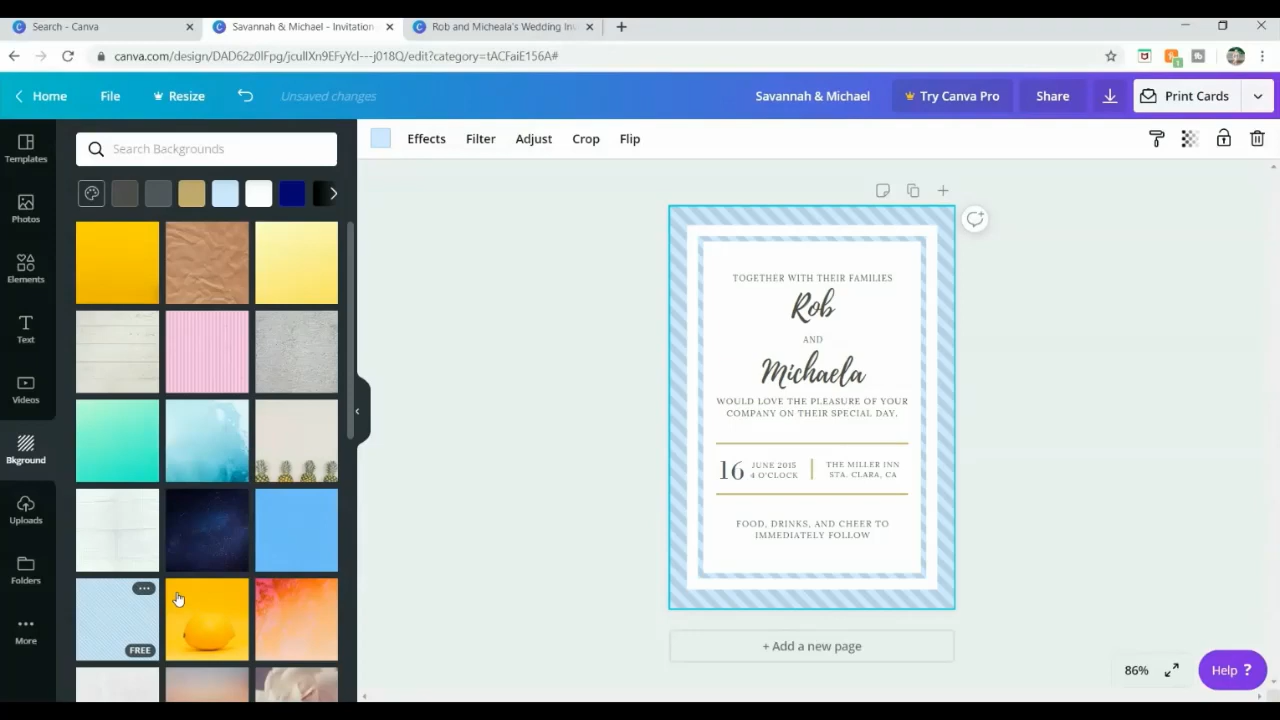 Search - Canva
Savannah & Michael - Invitation
Rob and Micheala's Wedding Inv
canva.com/design/DAD62z0lFpg/jcullXn9EFyYcl---j018Q/edit?category=tACFaiE156A#
Home
File
Resize
Unsaved changes
Savannah & Michael
Try Canva Pro
Share
Print Cards
Templates
Photos
Elements
Text
Videos
Bkground
Uploads
Folders
More
Search Backgrounds
FREE
Effects
Filter
Adjust
Crop
Flip
TOGETHER WITH THEIR FAMILIES
Rob
AND
Michaela
WOULD LOVE THE PLEASURE OF YOUR
COMPANY ON THEIR SPECIAL DAY.
16
JUNE 2015
4 O'CLOCK
THE MILLER INN
STA. CLARA, CA
FOOD, DRINKS, AND CHEER TO
IMMEDIATELY FOLLOW
+ Add a new page
86%
Help ?